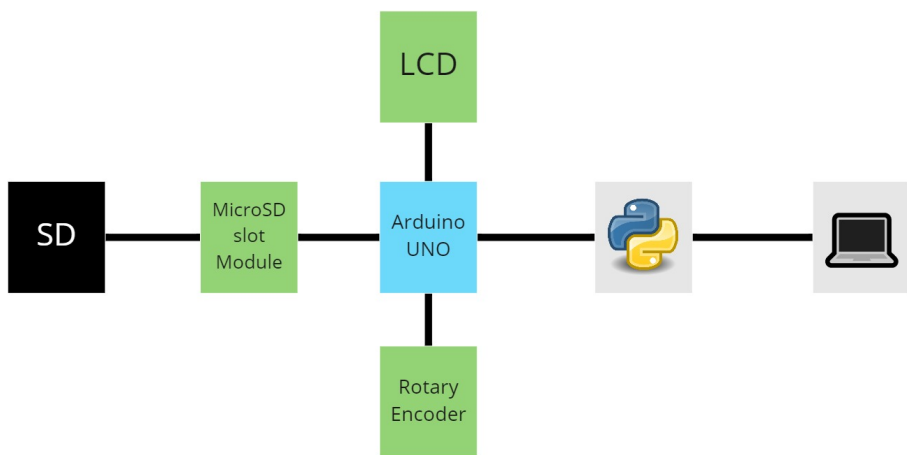 LCD
SD
MicroSD
slot
Module
Arduino
UNO
Rotary
Encoder